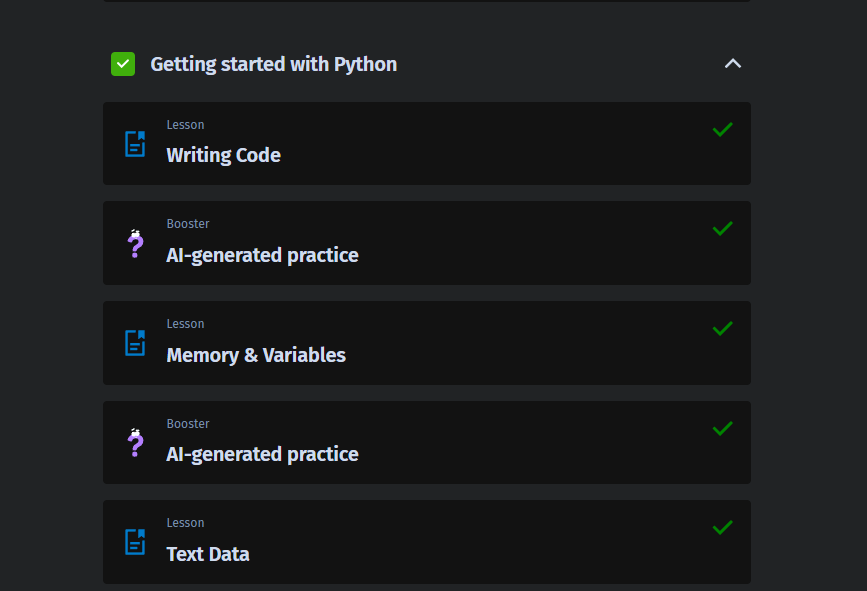 Getting started with Python
Lesson
Writing Code
Booster
AI-generated practice
Lesson
Memory & Variables
Booster
AI-generated practice
Lesson
Text Data